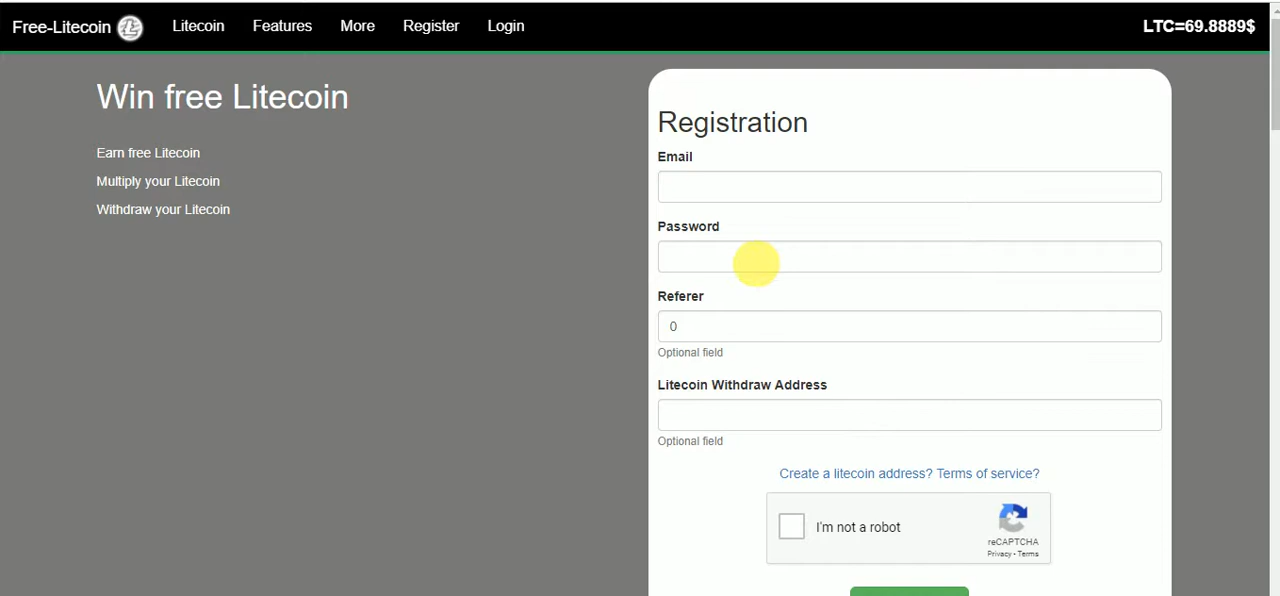 Free-Litecoin Litecoin Features More Register Login LTC=69.8889$
Win free Litecoin
Earn free Litecoin
Multiply your Litecoin
Withdraw your Litecoin
Registration
Email
Password
Referer
0
Optional field
Litecoin Withdraw Address
Optional field
Create a litecoin address? Terms of service?
I'm not a robot
reCAPTCHA
Privacy • Terms